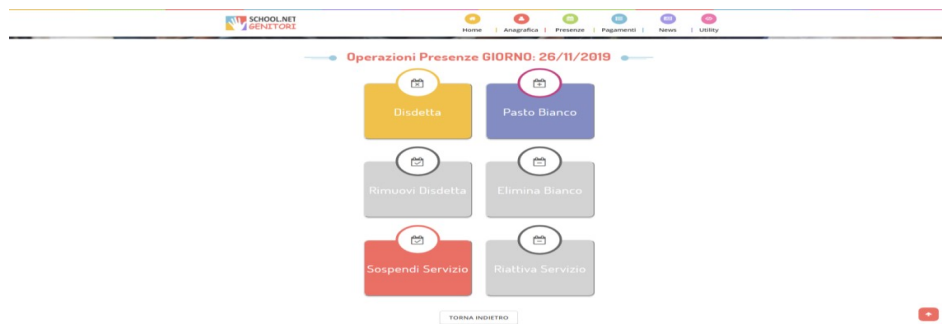 SCHOOL.NET
GENITORI
Home | Anagrafica | Presenze | Pagamenti | News | Utility
Operazioni Presenze GIORNO: 26/11/2019
Disdetta
Pasto Bianco
Rimuovi Disdetta
Elimina Bianco
Sospendi Servizio
Riattiva Servizio
TORNA INDIETRO